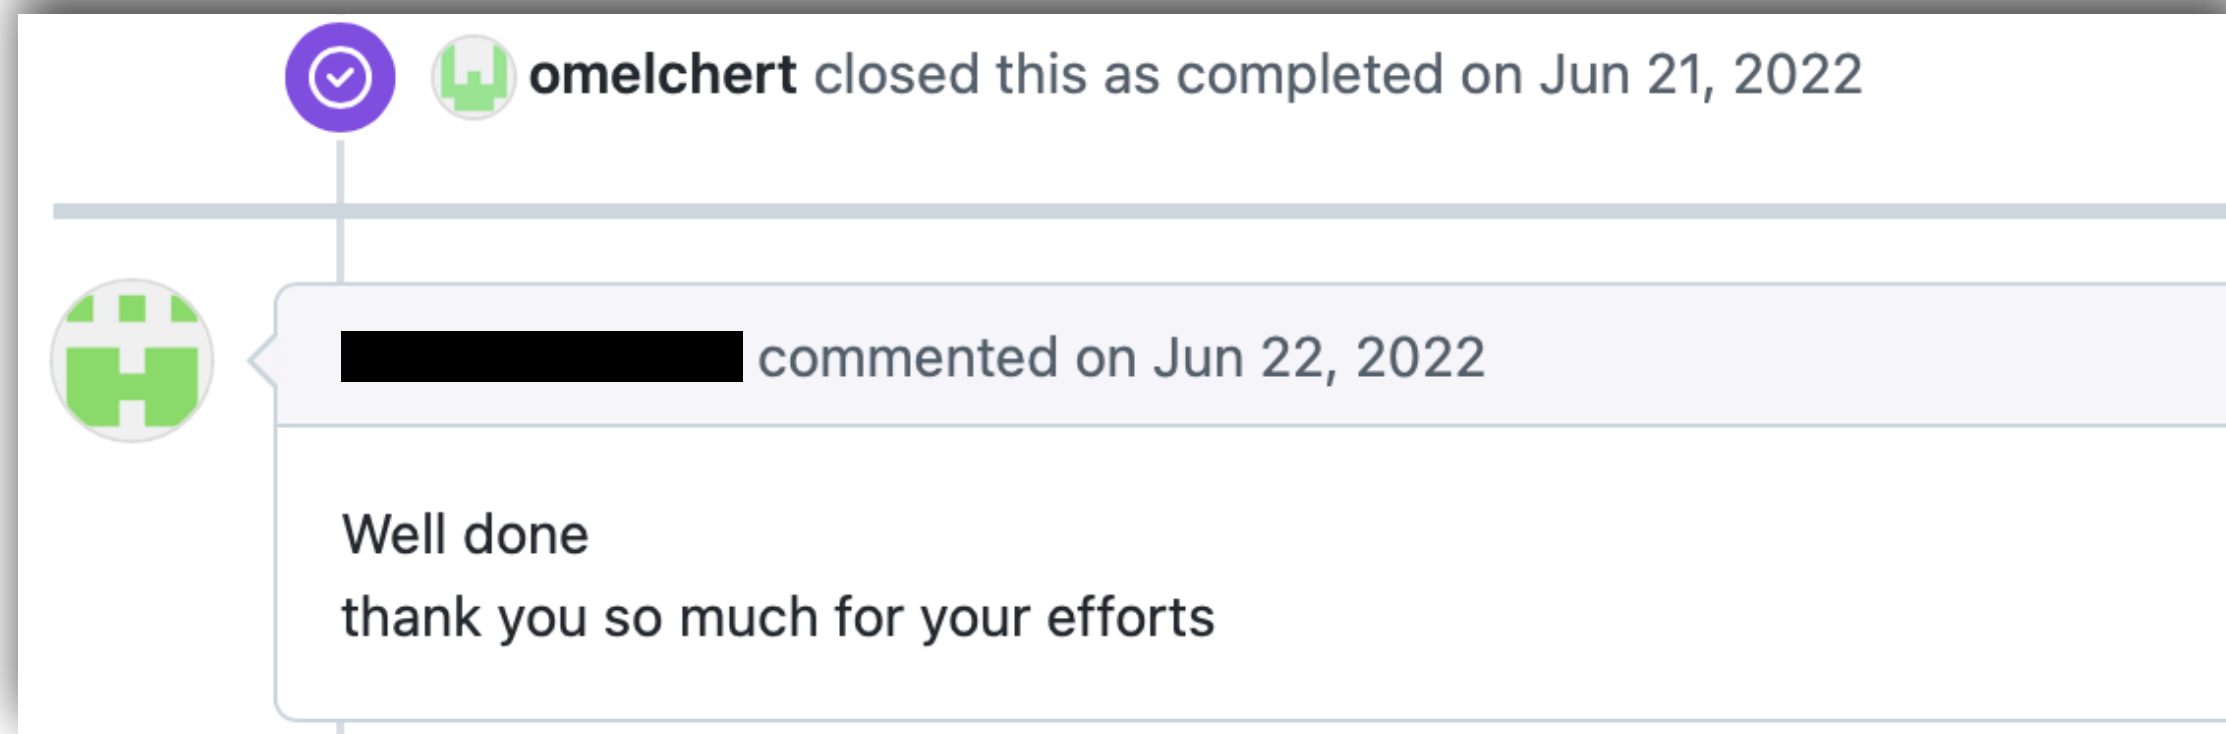 omelchert closed this as completed on Jun 21, 2022
commented on Jun 22, 2022
Well done
thank you so much for your efforts